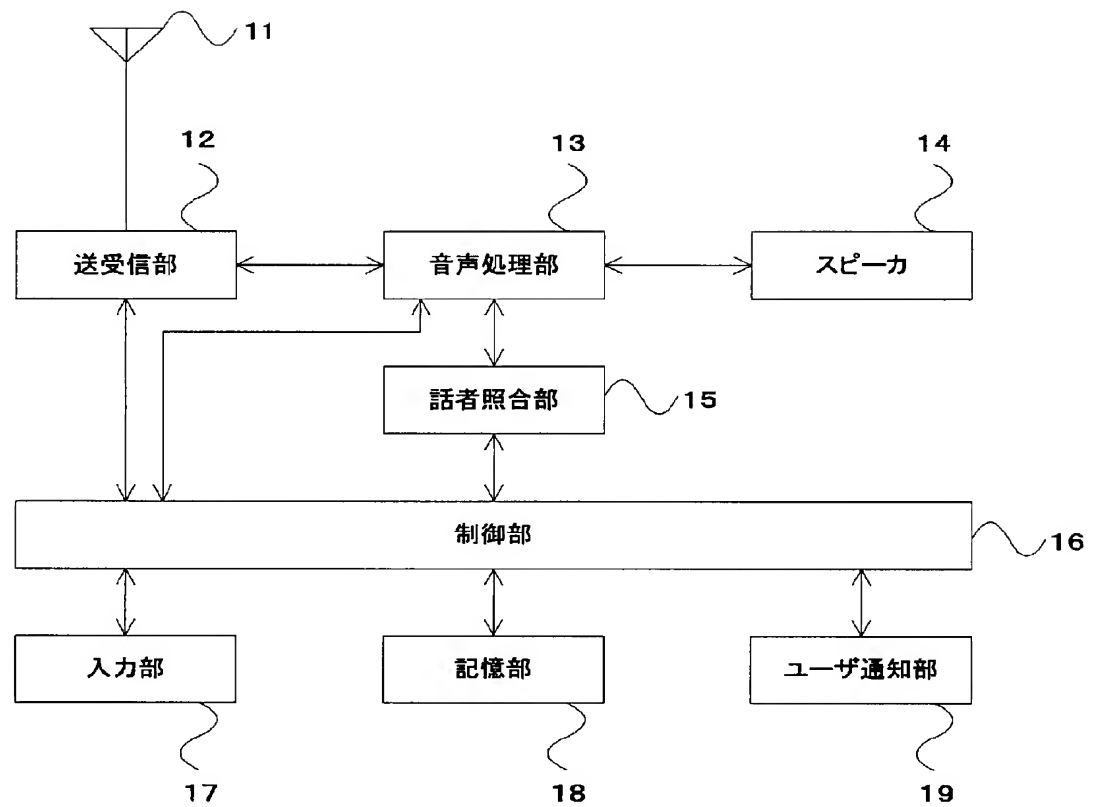 11
12
13
14
送受信部
音声処理部
スピーカ
話者照合部
15
制御部
16
入力部
記憶部
ユーザ通知部
17
18
19